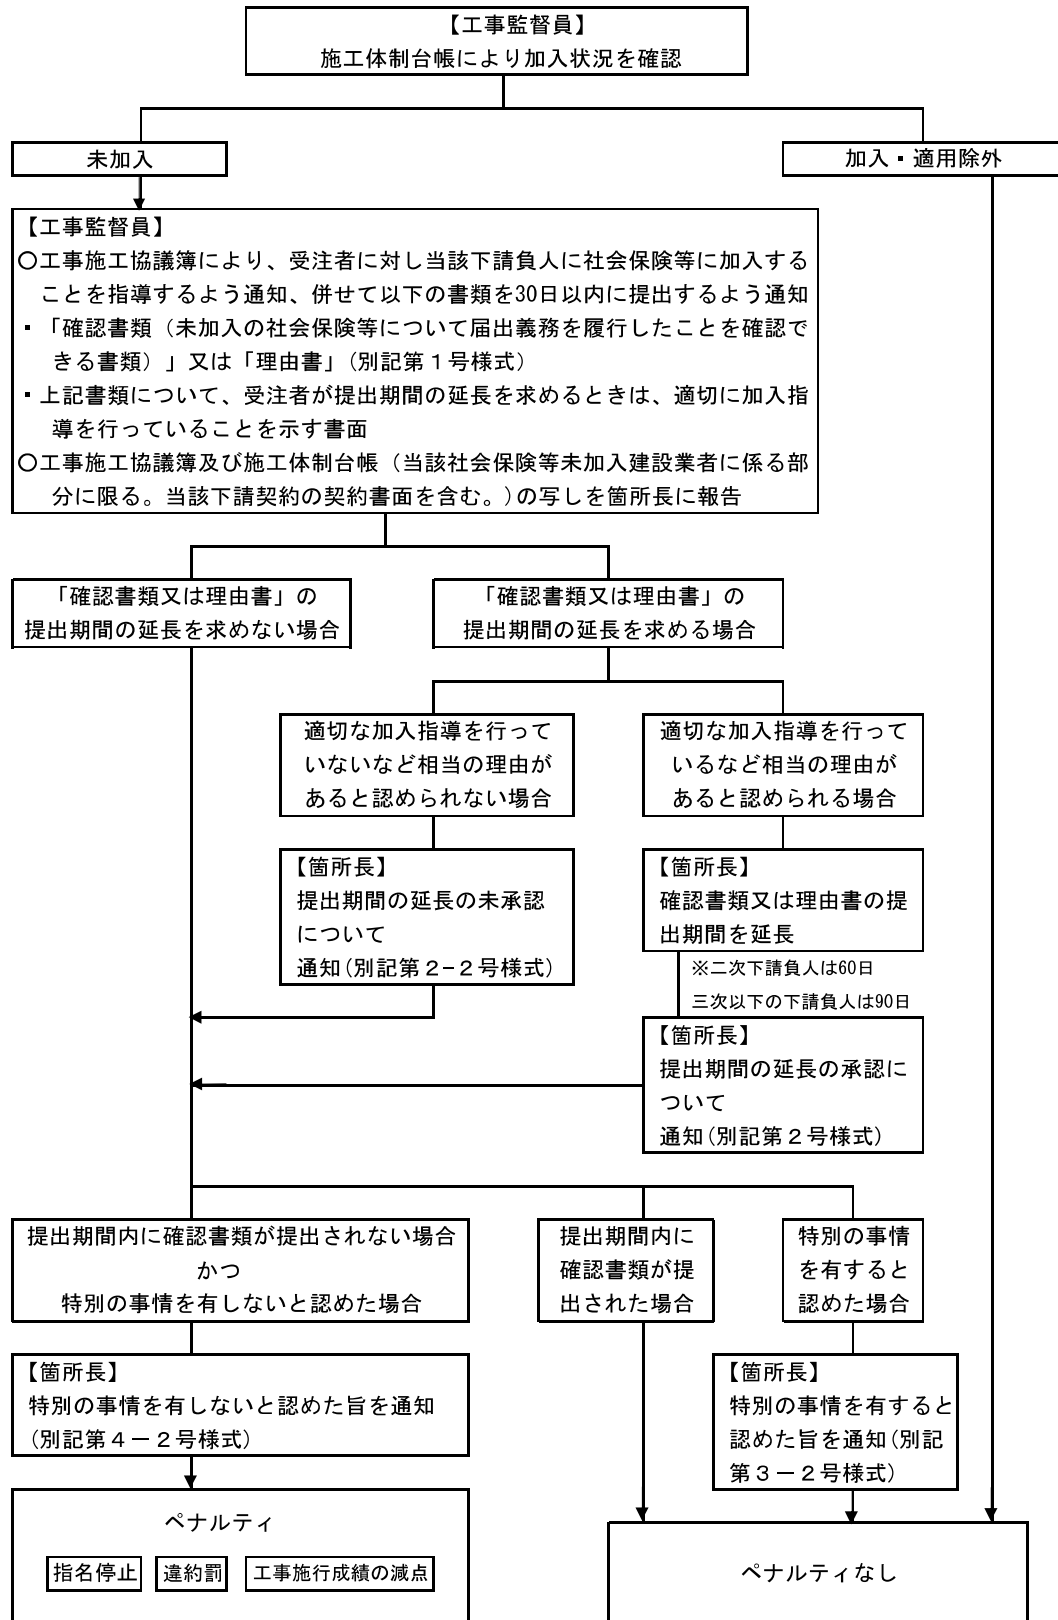 【工事監督員】
施工体制台帳により加入状況を確認
未加入
加入・適用除外
【工事監督員】
○工事施工協議簿により、受注者に対し当該下請負人に社会保険等に加入する
ことを指導するよう通知、併せて以下の書類を30日以内に提出するよう通知
・「確認書類（未加入の社会保険等について届出義務を履行したことを確認で
きる書類）」又は「理由書」(別記第１号様式)
・上記書類について、受注者が提出期間の延長を求めるときは、適切に加入指
導を行っていることを示す書面
○工事施工協議簿及び施工体制台帳（当該社会保険等未加入建設業者に係る部
分に限る。当該下請契約の契約書面を含む。)の写しを箇所長に報告
「確認書類又は理由書」の
提出期間の延長を求めない場合
「確認書類又は理由書」の
提出期間の延長を求める場合
適切な加入指導を行って
いないなど相当の理由が
あると認められない場合
適切な加入指導を行って
いるなど相当の理由が
あると認められる場合
【箇所長】
提出期間の延長の未承認
について
通知(別記第２−２号様式)
【箇所長】
確認書類又は理由書の提
出期間を延長
※二次下請負人は60日
三次以下の下請負人は90日
【箇所長】
提出期間の延長の承認に
ついて
通知(別記第２号様式)
提出期間内に確認書類が提出されない場合
かつ
特別の事情を有しないと認めた場合
提出期間内に
確認書類が提
出された場合
特別の事情
を有すると
認めた場合
【箇所長】
特別の事情を有しないと認めた旨を通知
(別記第４－２号様式)
【箇所長】
特別の事情を有すると
認めた旨を通知(別記
第３－２号様式)
ペナルティ
指名停止
違約罰
工事施行成績の減点
ペナルティなし